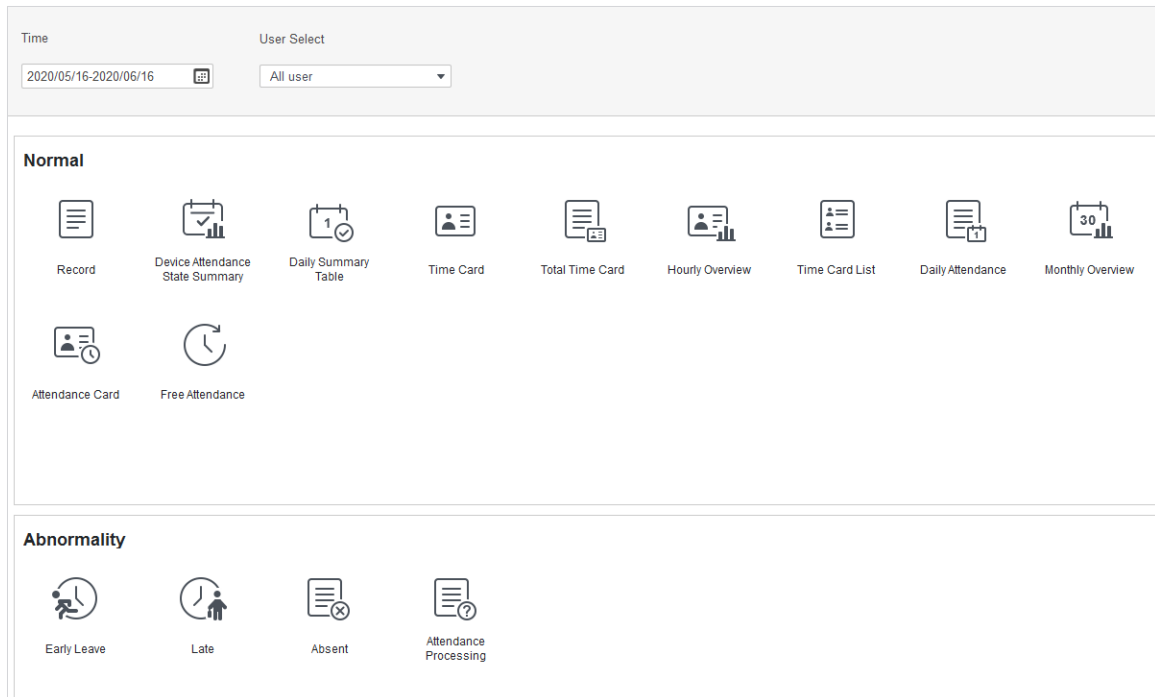 Time
User Select
2020/05/16-2020/06/16
All user
Normal
1
1
30
Record
Device Attendance
State Summary
Daily Summary
Table
Time Card
Total Time Card
Hourly Overview
Time Card List
Daily Attendance
Monthly Overview
Attendance Card
Free Attendance
Abnormality
?
Early Leave
Late
Absent
Attendance
Processing